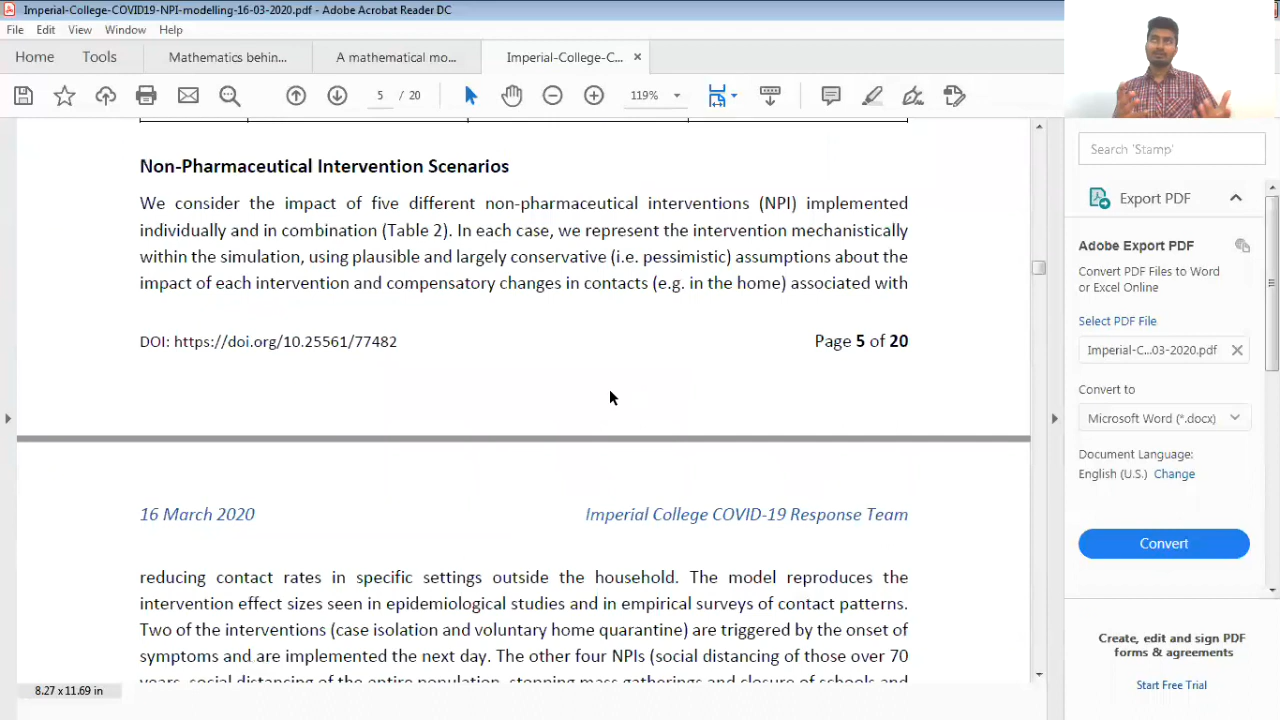 Imperial-College-COVID19-NPI-modelling-16-03-2020.pdf - Adobe Acrobat Reader DC
File Edit View Window Help
Home Tools Mathematics behin... A mathematical mo... Imperial-College-C... ×
5 / 20 119%
Search 'Stamp'
Export PDF
Adobe Export PDF
Convert PDF Files to Word
or Excel Online
Select PDF File
Imperial-C...03-2020.pdf
Convert to
Microsoft Word (*.docx)
Document Language:
English (U.S.) Change
Convert
Create, edit and sign PDF
forms & agreements
Start Free Trial
Non-Pharmaceutical Intervention Scenarios
We consider the impact of five different non-pharmaceutical interventions (NPI) implemented
individually and in combination (Table 2). In each case, we represent the intervention mechanistically
within the simulation, using plausible and largely conservative (i.e. pessimistic) assumptions about the
impact of each intervention and compensatory changes in contacts (e.g. in the home) associated with
DOI: https://doi.org/10.25561/77482 Page 5 of 20
16 March 2020 Imperial College COVID-19 Response Team
reducing contact rates in specific settings outside the household. The model reproduces the
intervention effect sizes seen in epidemiological studies and in empirical surveys of contact patterns.
Two of the interventions (case isolation and voluntary home quarantine) are triggered by the onset of
symptoms and are implemented the next day. The other four NPIs (social distancing of those over 70
years, social distancing of the entire population, stopping mass gatherings and closure of schools and
8.27 x 11.69 in